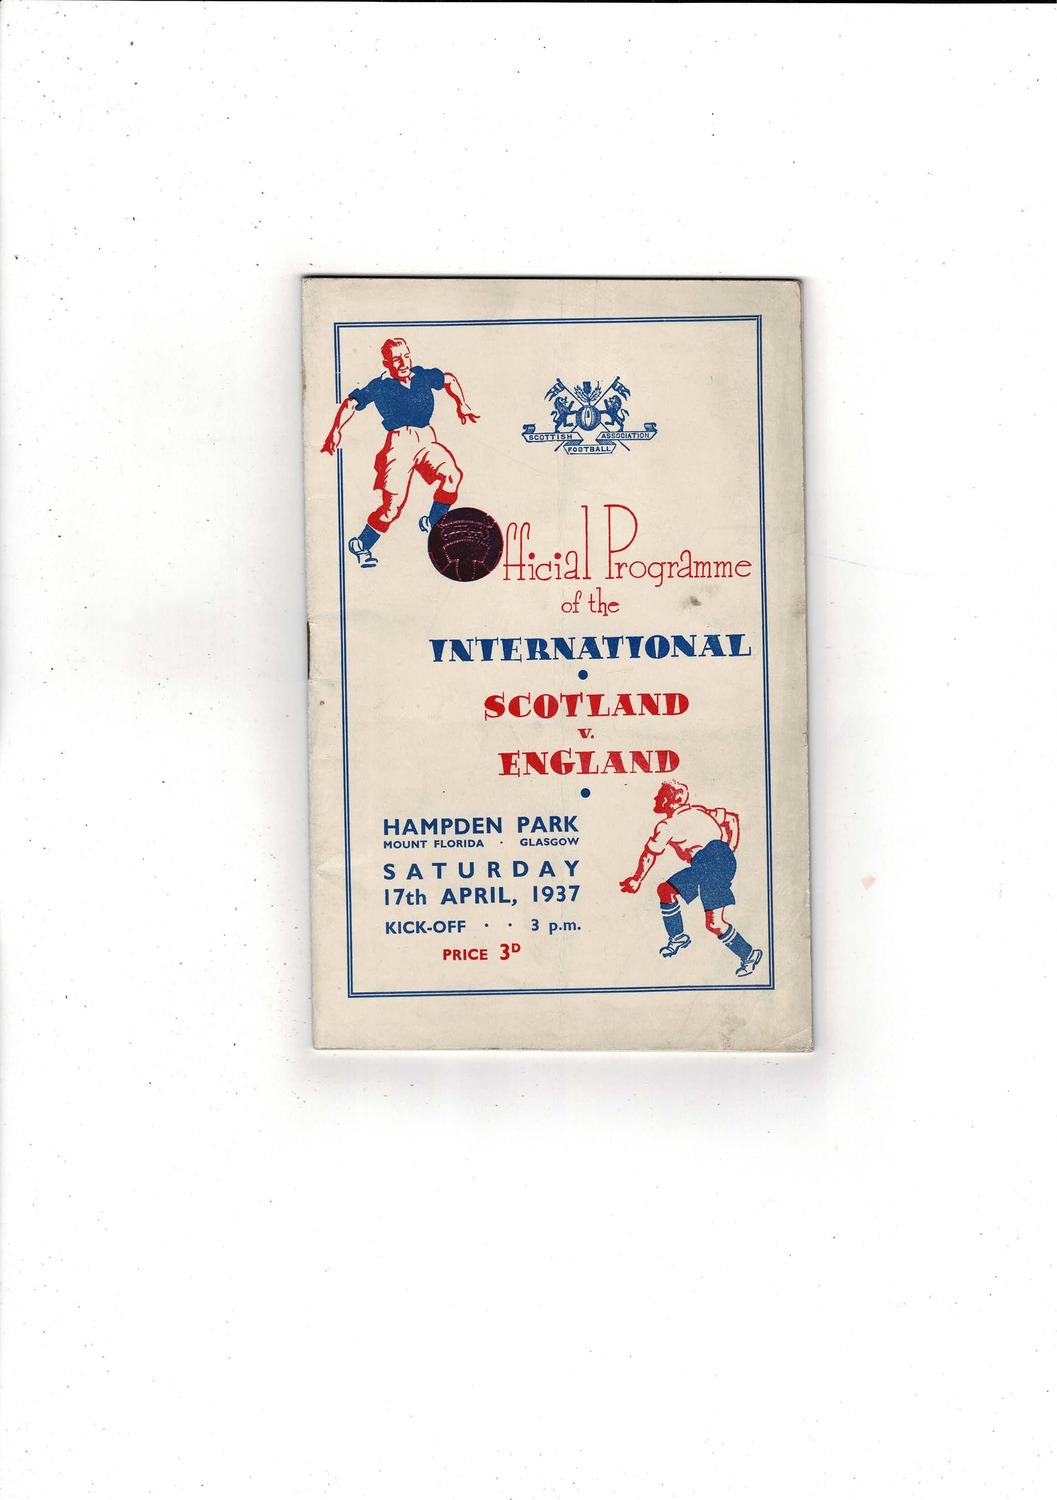 SCOTTISH ASSOCIATION
FOOTBALL
Official Programme
of the
INTERNATIONAL
SCOTLAND
v.
ENGLAND
HAMPDEN PARK
MOUNT FLORIDA · GLASGOW
SATURDAY
17th APRIL, 1937
KICK-OFF · · 3 p.m.
PRICE 3D